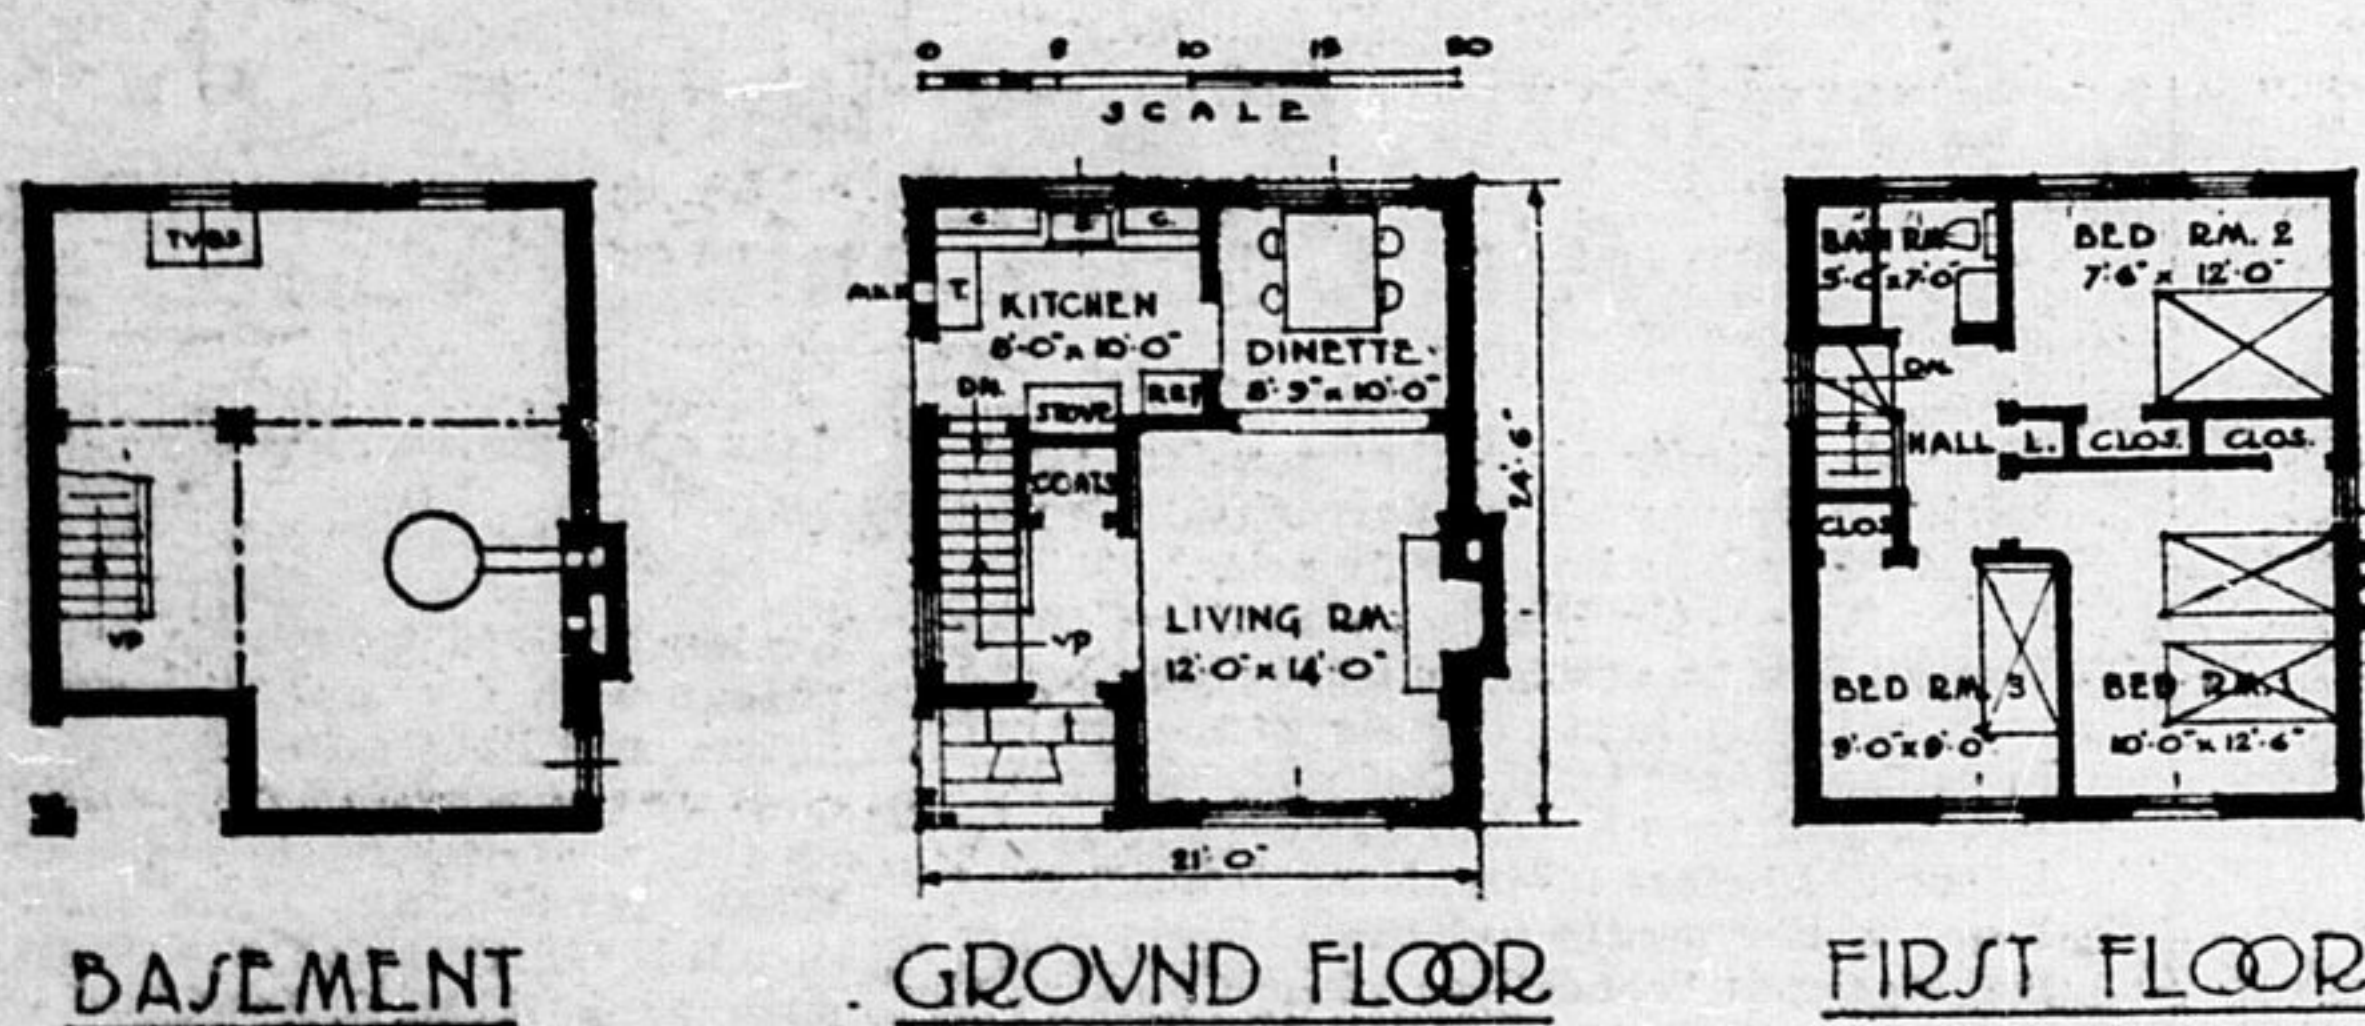 0 5 10 15 20
SCALE
TVBS
VP
BASEMENT
C. S. C.
T.
KITCHEN
8'-0" x 10'-0"
DINETTE
8'-9" x 10'-0"
DN.
STOVE
REF
COATS
VP
LIVING RM.
12'-0" x 14'-0"
24'-6"
21'-0"
GROVND FLOOR
BATH RM
5'-0" x 7'-0"
BED RM. 2
7'-6" x 12'-0"
DN.
HALL
L.
CLOS.
CLOS.
CLOS
BED RM. 3
9'-0" x 9'-0"
BED RM. 1
10'-0" x 12'-6"
FIRST FLOOR